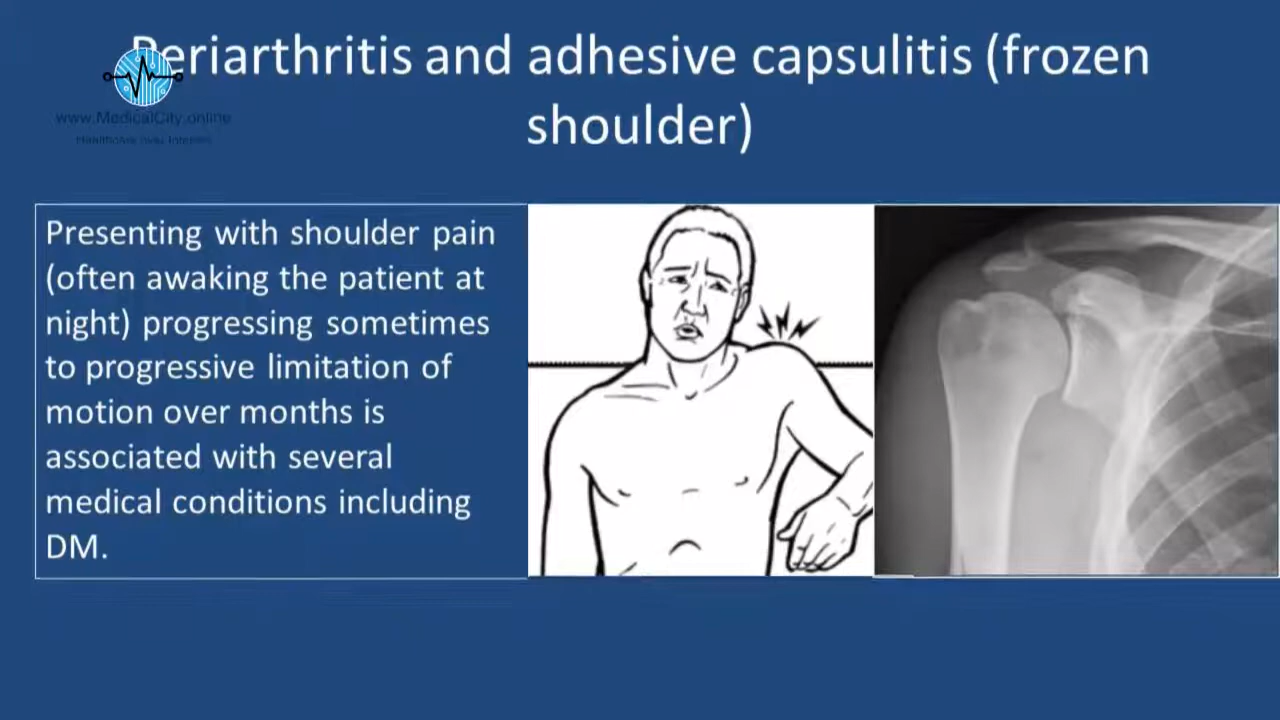 Periarthritis and adhesive capsulitis (frozen
shoulder)
www.MedicalCity.online
Presenting with shoulder pain
(often awaking the patient at
night) progressing sometimes
to progressive limitation of
motion over months is
associated with several
medical conditions including
DM.